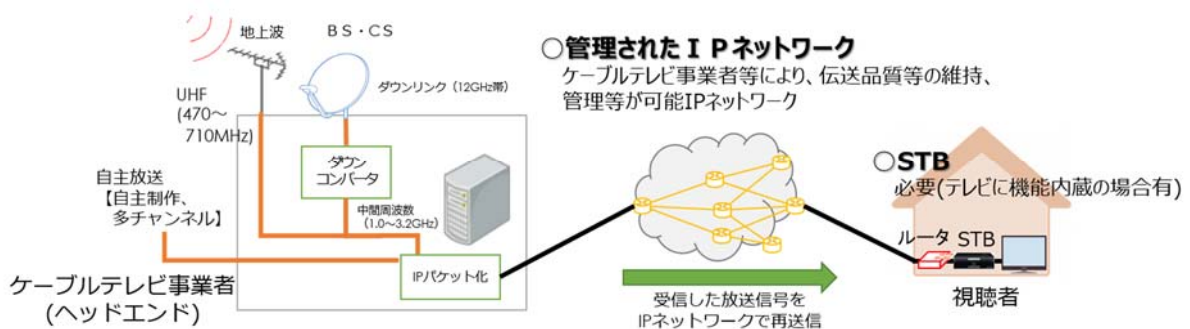 地上波
BS・CS
UHF
(470～
710MHz)
ダウンリンク（12GHz帯）
ダウン
コンバータ
中間周波数
（1.0～3.2GHz）
自主放送
【自主制作、
多チャンネル】
IPパケット化
ケーブルテレビ事業者
(ヘッドエンド)
○管理されたＩＰネットワーク
ケーブルテレビ事業者等により、伝送品質等の維持、
管理等が可能IPネットワーク
受信した放送信号を
IPネットワークで再送信
○STB
必要(テレビに機能内蔵の場合有)
ルータ STB
視聴者